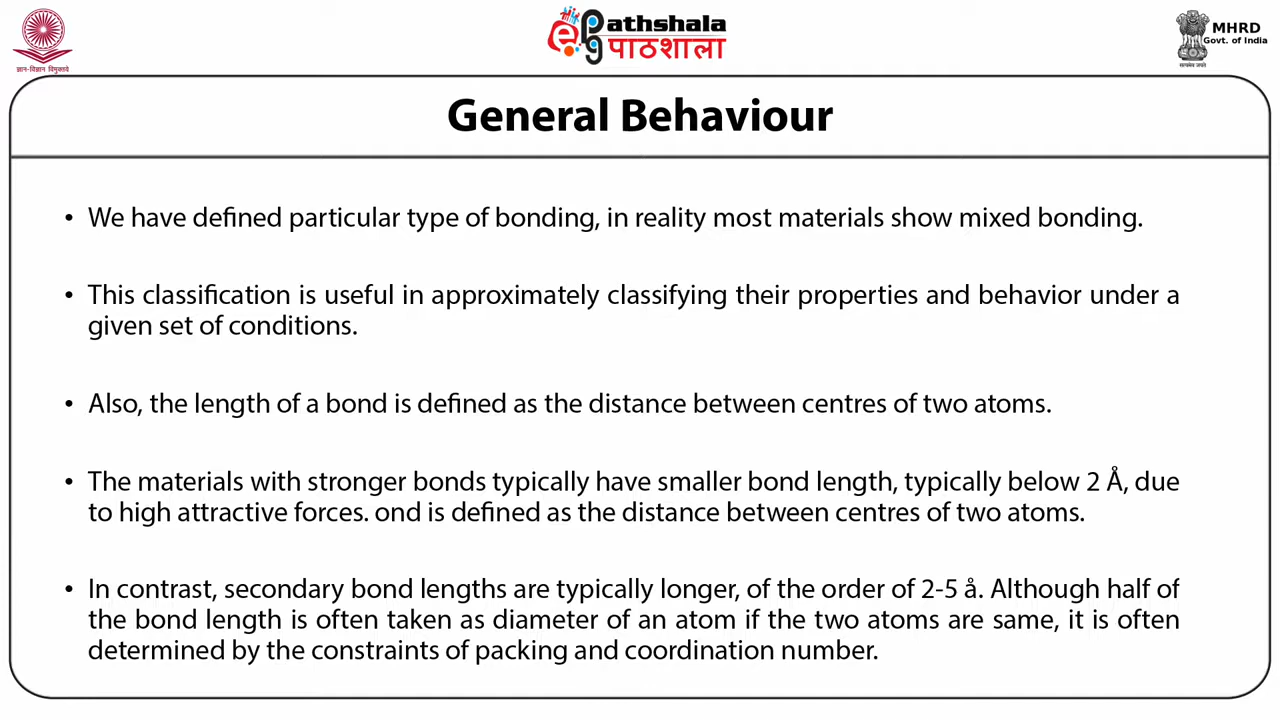 ज्ञान-विज्ञान विमुक्तये
ePathshala
पाठशाला
MHRD
Govt. of India
सत्यमेव जयते
General Behaviour
• We have defined particular type of bonding, in reality most materials show mixed bonding.
• This classification is useful in approximately classifying their properties and behavior under a
given set of conditions.
• Also, the length of a bond is defined as the distance between centres of two atoms.
• The materials with stronger bonds typically have smaller bond length, typically below 2 Å, due
to high attractive forces. ond is defined as the distance between centres of two atoms.
• In contrast, secondary bond lengths are typically longer, of the order of 2-5 å. Although half of
the bond length is often taken as diameter of an atom if the two atoms are same, it is often
determined by the constraints of packing and coordination number.